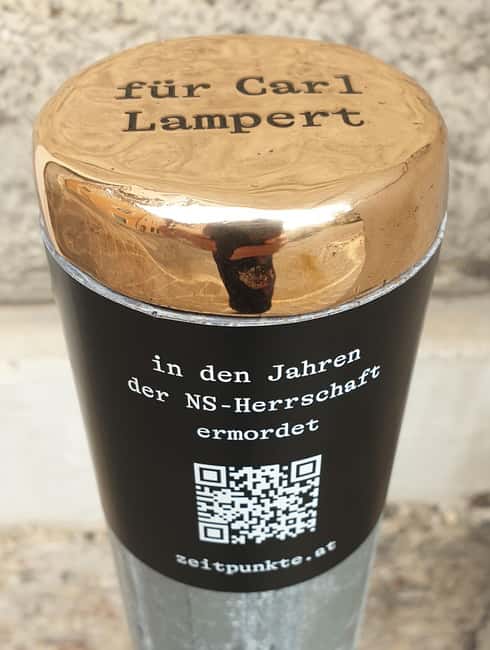 für Carl
Lampert
in den Jahren
der NS-Herrschaft
ermordet
zeitpunkte.at